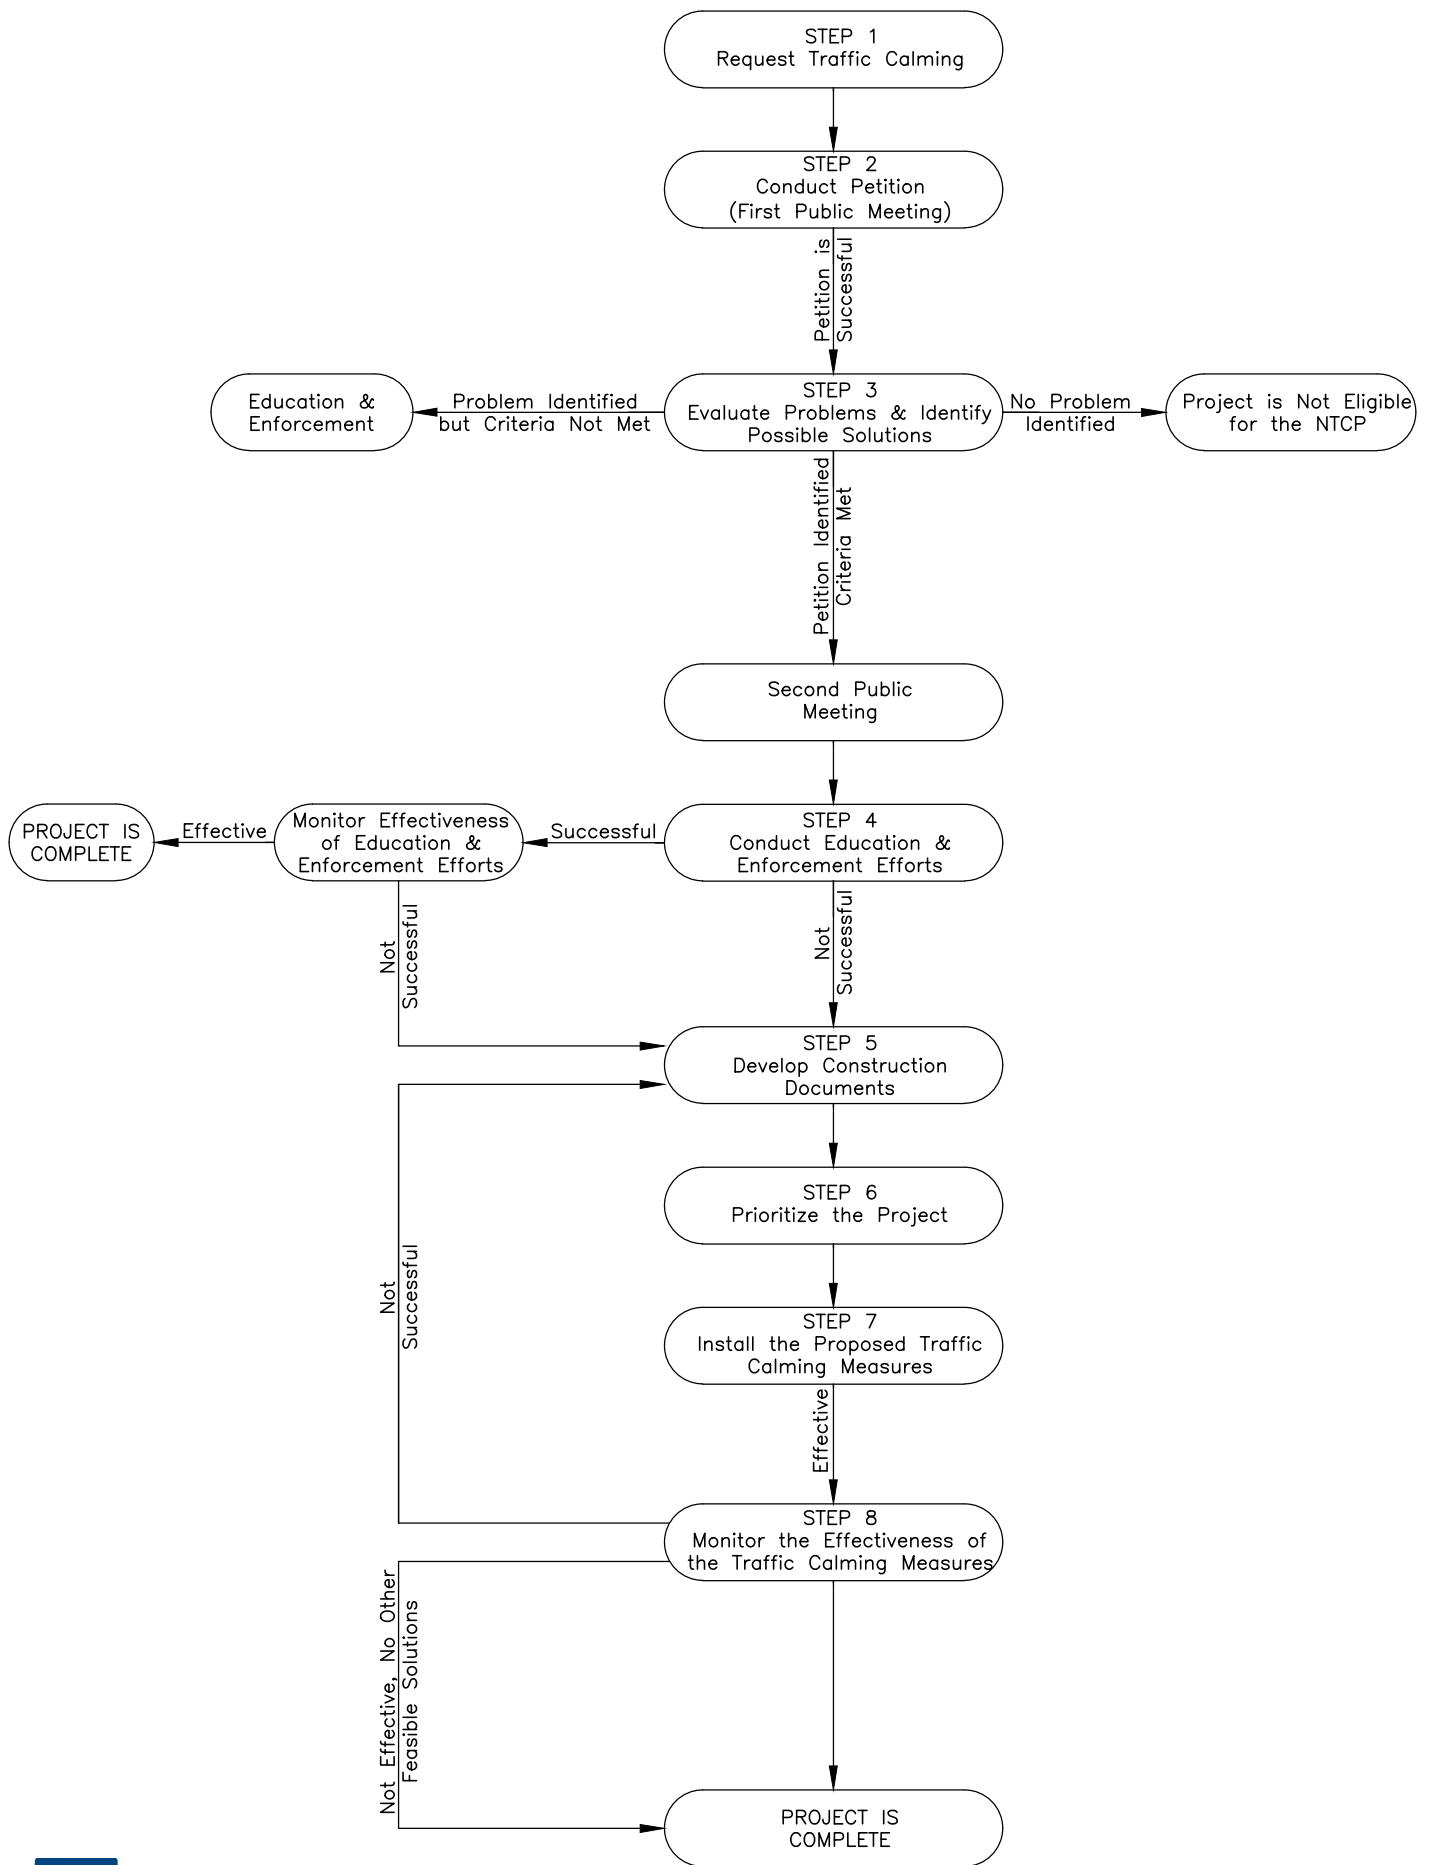 STEP 1
Request Traffic Calming
STEP 2
Conduct Petition
(First Public Meeting)
Petition is
Successful
Education &
Enforcement
Problem Identified
but Criteria Not Met
STEP 3
Evaluate Problems & Identify
Possible Solutions
No Problem
Identified
Project is Not Eligible
for the NTCP
Petition Identified
Criteria Met
Second Public
Meeting
PROJECT IS
COMPLETE
Effective
Monitor Effectiveness
of Education &
Enforcement Efforts
Successful
STEP 4
Conduct Education &
Enforcement Efforts
Not
Successful
Not
Successful
STEP 5
Develop Construction
Documents
STEP 6
Prioritize the Project
Not
Successful
STEP 7
Install the Proposed Traffic
Calming Measures
Effective
STEP 8
Monitor the Effectiveness of
the Traffic Calming Measures
Not Effective, No Other
Feasible Solutions
PROJECT IS
COMPLETE